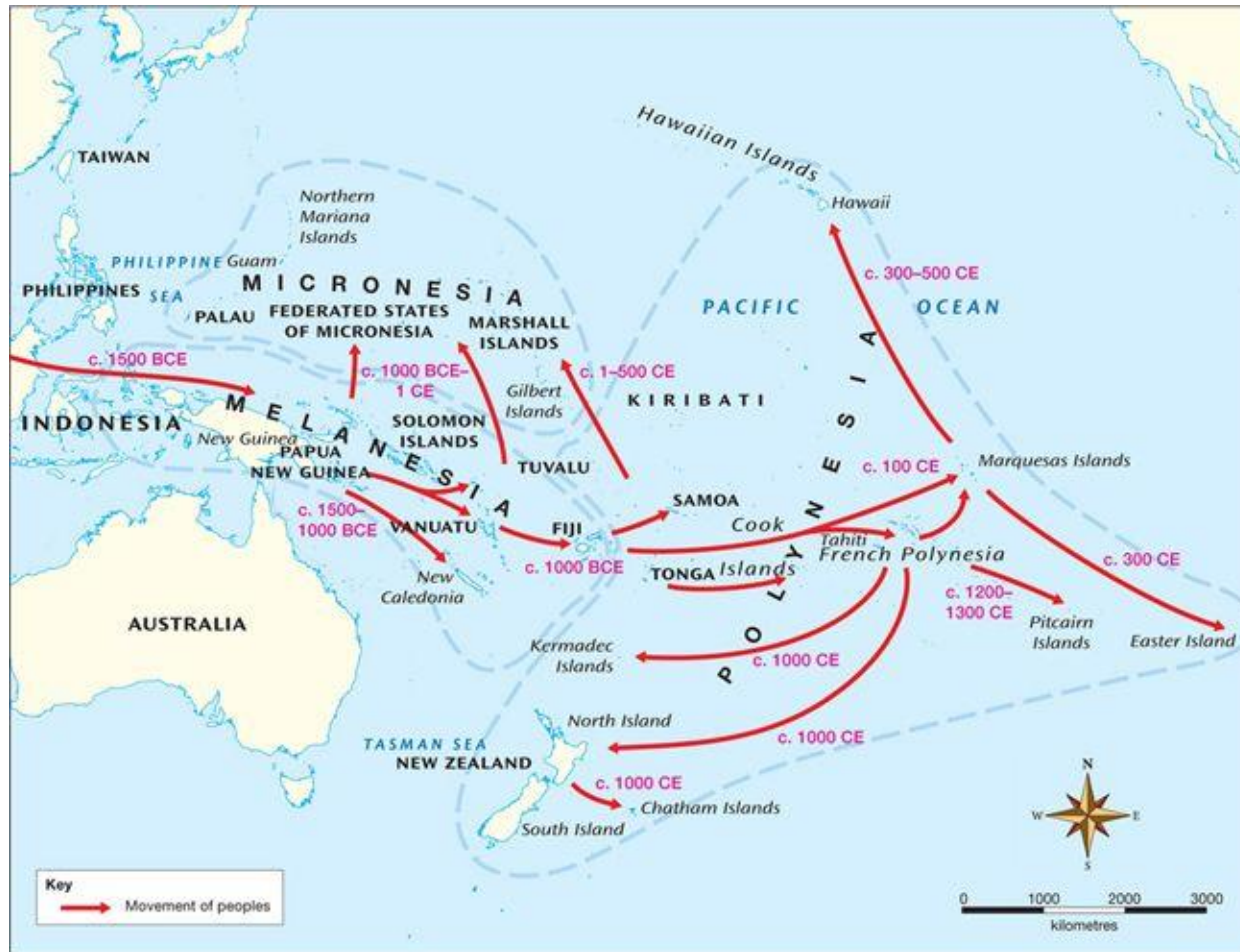 TAIWAN
Hawaiian Islands
Hawaii
Northern
Mariana
Islands
PHILIPPINE
SEA
Guam
PHILIPPINES
MICRONESIA
PALAU
FEDERATED STATES
OF MICRONESIA
MARSHALL
ISLANDS
PACIFIC
OCEAN
c. 300–500 CE
c. 1500 BCE
c. 1000 BCE–
1 CE
c. 1–500 CE
Gilbert
Islands
KIRIBATI
INDONESIA
MELANESIA
New Guinea
PAPUA
NEW GUINEA
SOLOMON
ISLANDS
TUVALU
c. 100 CE
Marquesas Islands
POLYNESIA
SAMOA
c. 1500–
1000 BCE
VANUATU
FIJI
c. 1000 BCE
Cook
Islands
Tahiti
French Polynesia
TONGA
New
Caledonia
c. 300 CE
c. 1200–
1300 CE
Pitcairn
Islands
Easter Island
AUSTRALIA
Kermadec
Islands
c. 1000 CE
North Island
c. 1000 CE
TASMAN SEA
NEW ZEALAND
c. 1000 CE
Chatham Islands
South Island
N
W
E
S
Key
Movement of peoples
0 1000 2000 3000
kilometres